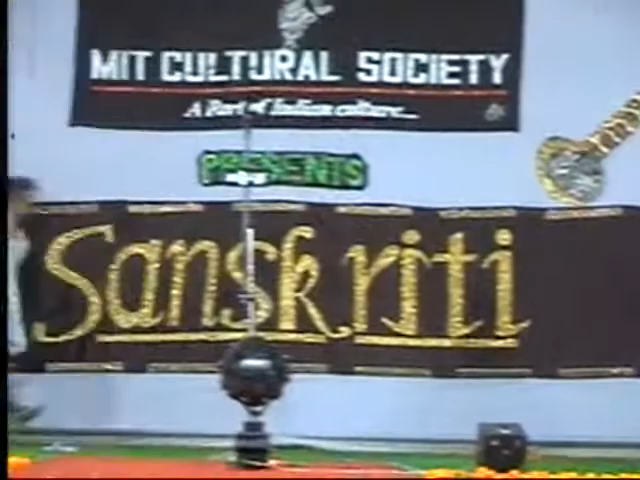 MIT CULTURAL SOCIETY
A Part of Indian culture...
PRESENTS
Sanskriti